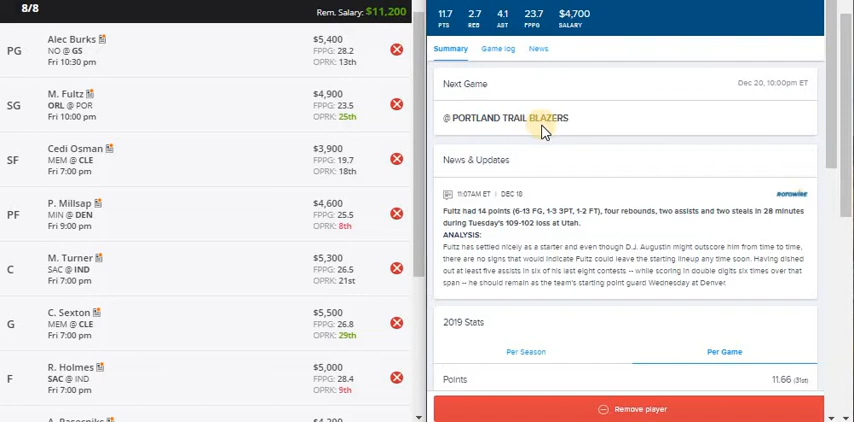 8/8
Rem. Salary: $11,200
PG
Alec Burks
NO @ GS
Fri 10:30 pm
$5,400
FPPG: 28.2
OPRK: 13th
SG
M. Fultz
ORL @ POR
Fri 10:00 pm
$4,900
FPPG: 23.5
OPRK: 25th
SF
Cedi Osman
MEM @ CLE
Fri 7:00 pm
$3,900
FPPG: 19.7
OPRK: 18th
PF
P. Millsap
MIN @ DEN
Fri 9:00 pm
$4,600
FPPG: 25.5
OPRK: 8th
C
M. Turner
SAC @ IND
Fri 7:00 pm
$5,300
FPPG: 26.5
OPRK: 21st
G
C. Sexton
MEM @ CLE
Fri 7:00 pm
$5,500
FPPG: 26.8
OPRK: 29th
F
R. Holmes
SAC @ IND
Fri 7:00 pm
$5,000
FPPG: 28.4
OPRK: 9th
11.7 2.7 4.1 23.7 $4,700
PTS REB AST FPPG SALARY
Summary Game log News
Next Game
Dec 20, 10:00pm ET
@ PORTLAND TRAIL BLAZERS
News & Updates
11:07AM ET | DEC 18
ROTOWIRE
Fultz had 14 points (6-13 FG, 1-3 3PT, 1-2 FT), four rebounds, two assists and two steals in 28 minutes
during Tuesday's 109-102 loss at Utah.
ANALYSIS:
Fultz has settled nicely as a starter and even though D.J. Augustin might outscore him from time to time,
there are no signs that would indicate Fultz could leave the starting lineup any time soon. Having dished
out at least five assists in six of his last eight contests -- while scoring in double digits six times over that
span -- he should remain as the team's starting point guard Wednesday at Denver.
2019 Stats
Per Season Per Game
Points
11.66 (31st)
Remove player